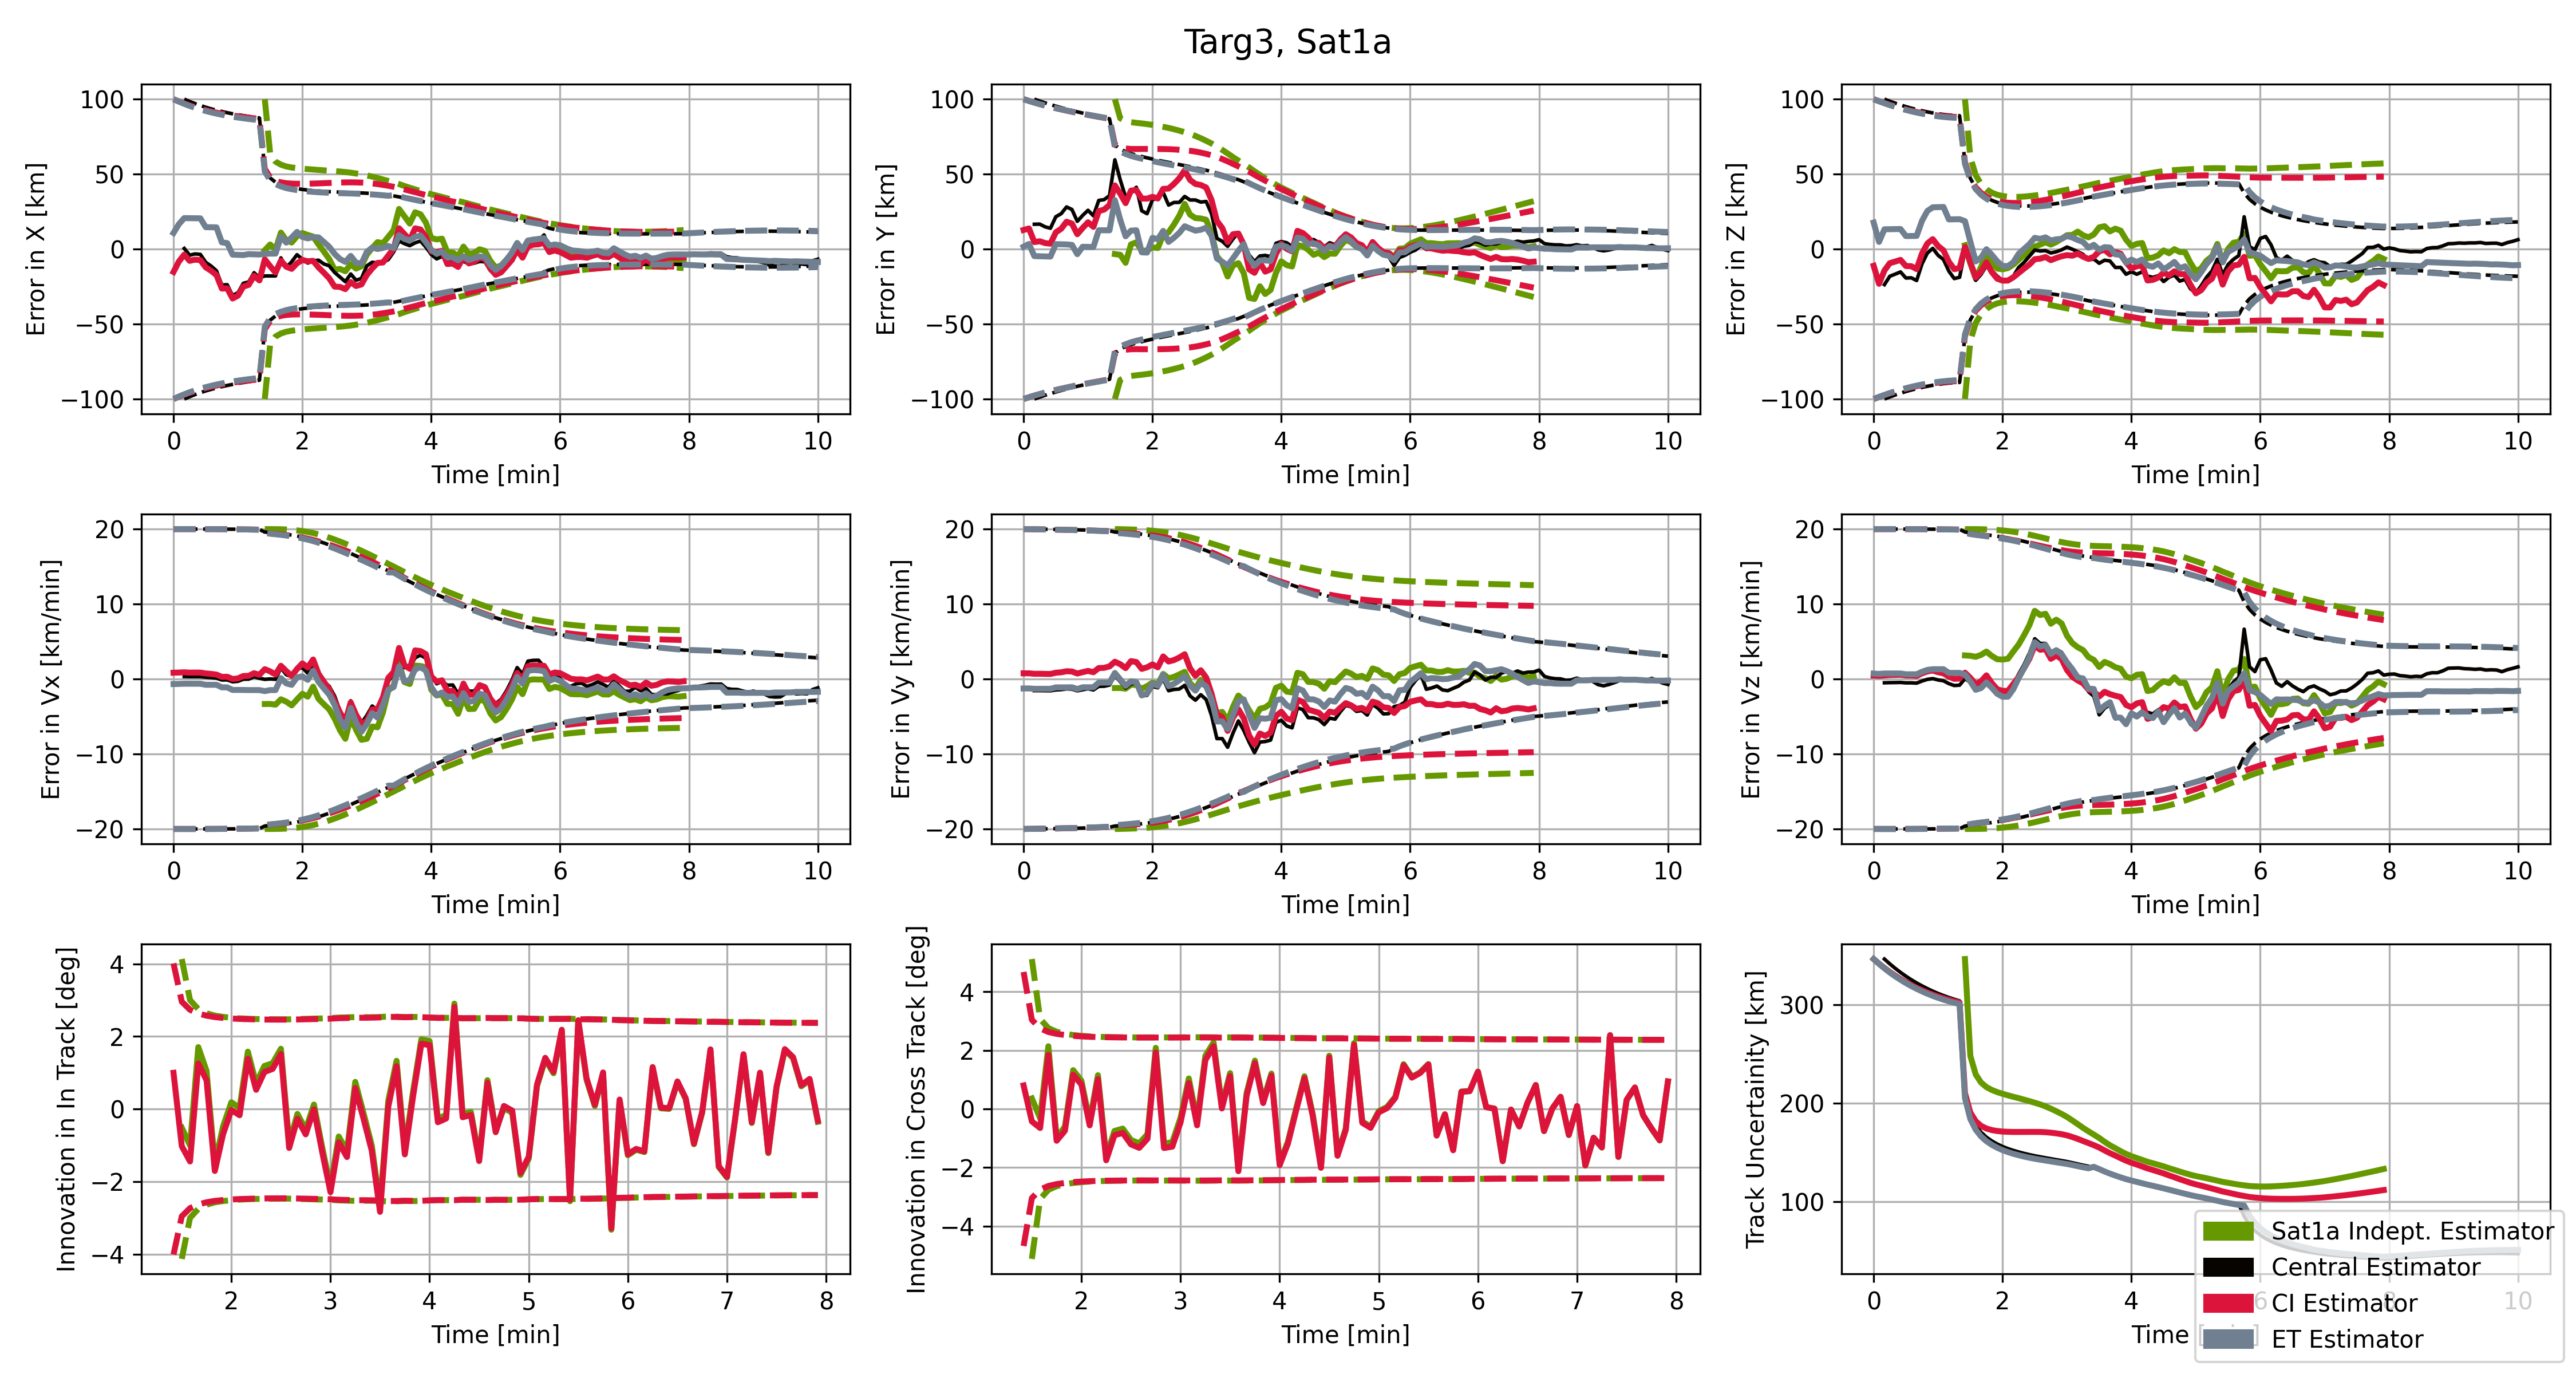 Targ3, Sat1a
Error in X [km]
100
50
0
−50
−100
0 2 4 6 8 10
Time [min]
Error in Y [km]
100
50
0
−50
−100
0 2 4 6 8 10
Time [min]
Error in Z [km]
100
50
0
−50
−100
0 2 4 6 8 10
Time [min]
Error in Vx [km/min]
20
10
0
−10
−20
0 2 4 6 8 10
Time [min]
Error in Vy [km/min]
20
10
0
−10
−20
0 2 4 6 8 10
Time [min]
Error in Vz [km/min]
20
10
0
−10
−20
0 2 4 6 8 10
Time [min]
Innovation in In Track [deg]
4
2
0
−2
−4
2 3 4 5 6 7 8
Time [min]
Innovation in Cross Track [deg]
4
2
0
−2
−4
2 3 4 5 6 7 8
Time [min]
Track Uncertainity [km]
300
200
100
0 2 4 6 8 10
Time
Sat1a Indept. Estimator
Central Estimator
CI Estimator
ET Estimator